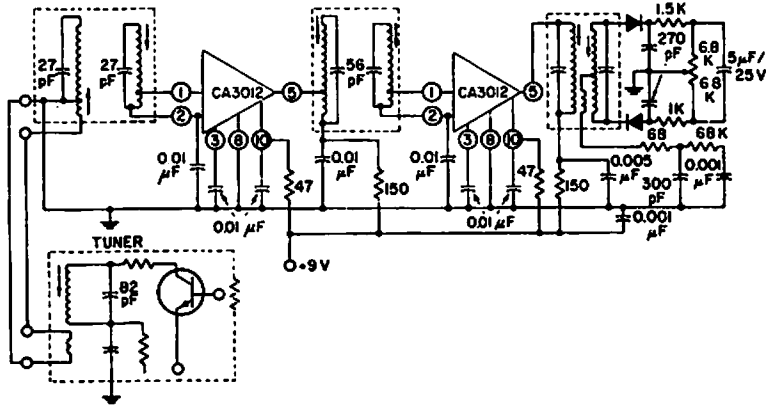 27 pF
27 pF
1
2
CA3012
5
3
8
10
0.01 µF
0.01 µF
47
0.01 µF
150
56 pF
1
2
CA3012
5
3
8
10
0.01 µF
0.01 µF
47
150
1.5K
270 pF
6.8 K
6.8 K
5µF/ 25 V
1K
68
68K
0.005 µF
300 pF
0.001 µF
0.001 µF
+9V
TUNER
82 pF